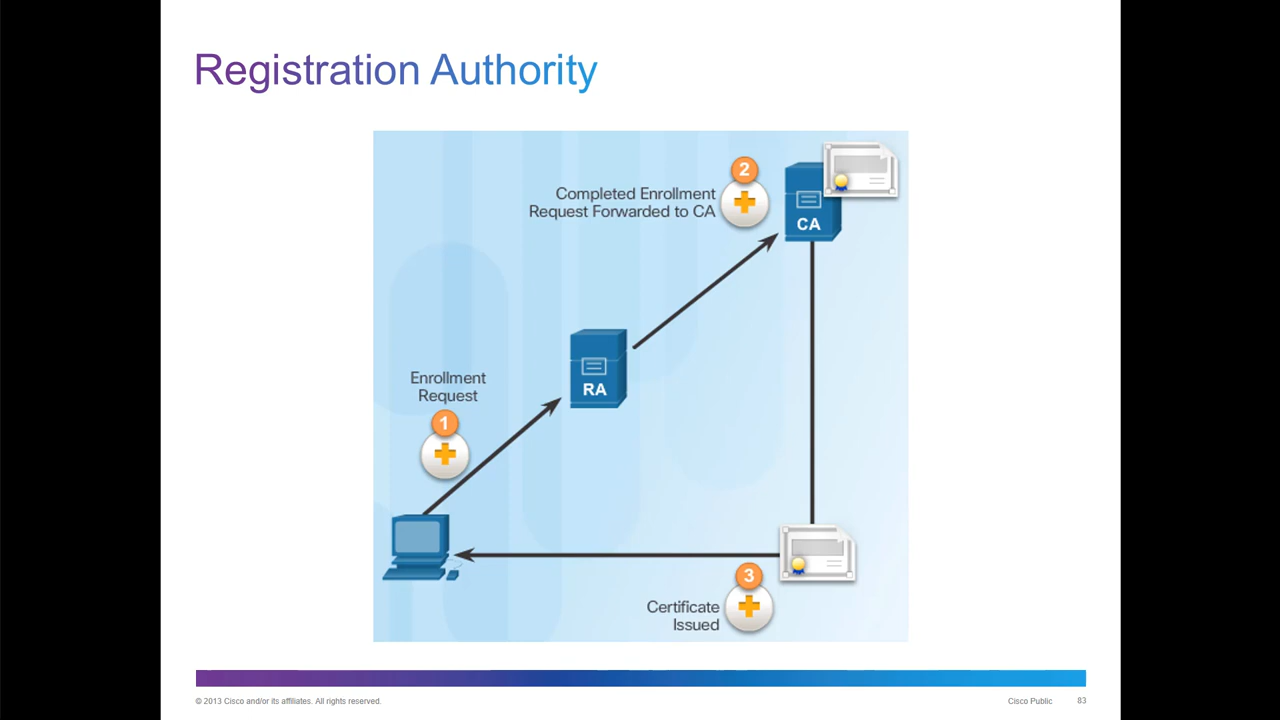 Registration Authority
2
Completed Enrollment
Request Forwarded to CA
CA
RA
Enrollment
Request
1
3
Certificate
Issued
© 2013 Cisco and/or its affiliates. All rights reserved.
Cisco Public
83